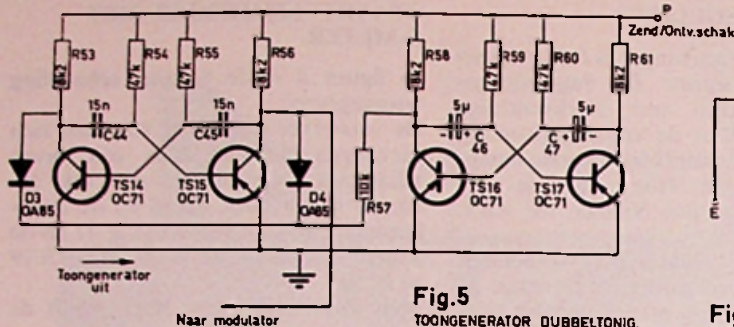 P
Zend/Ontv.schak
R53
8k2
R54
47k
R55
47k
R56
8k2
R58
8k2
R59
47k
R60
47k
R61
8k2
15n
C44
15n
C45
5µ
- + C
46
5µ
C + -
47
D3
OA85
TS14
OC71
TS15
OC71
D4
OA85
10k
R57
TS16
OC71
TS17
OC71
E
Toongenerator
uit
Naar modulator
Fig.5
TOONGENERATOR DUBBELTONIG.
Fig